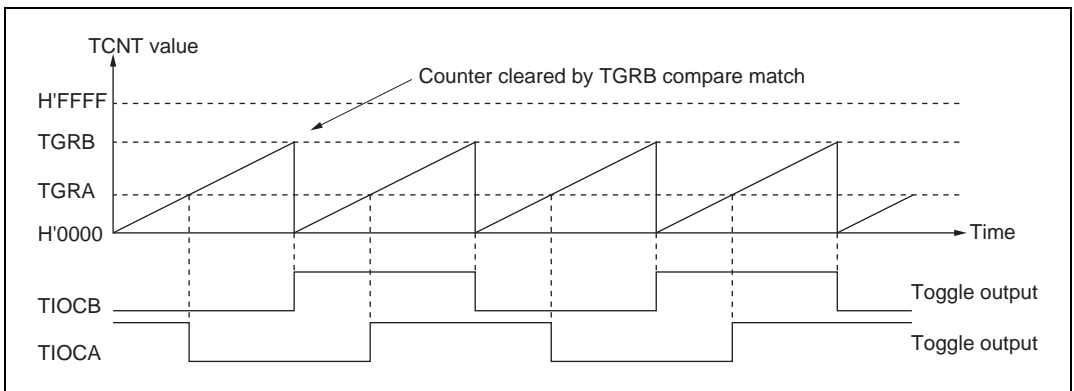 TCNT value
Counter cleared by TGRB compare match
H'FFFF
TGRB
TGRA
H'0000
Time
TIOCB
Toggle output
TIOCA
Toggle output